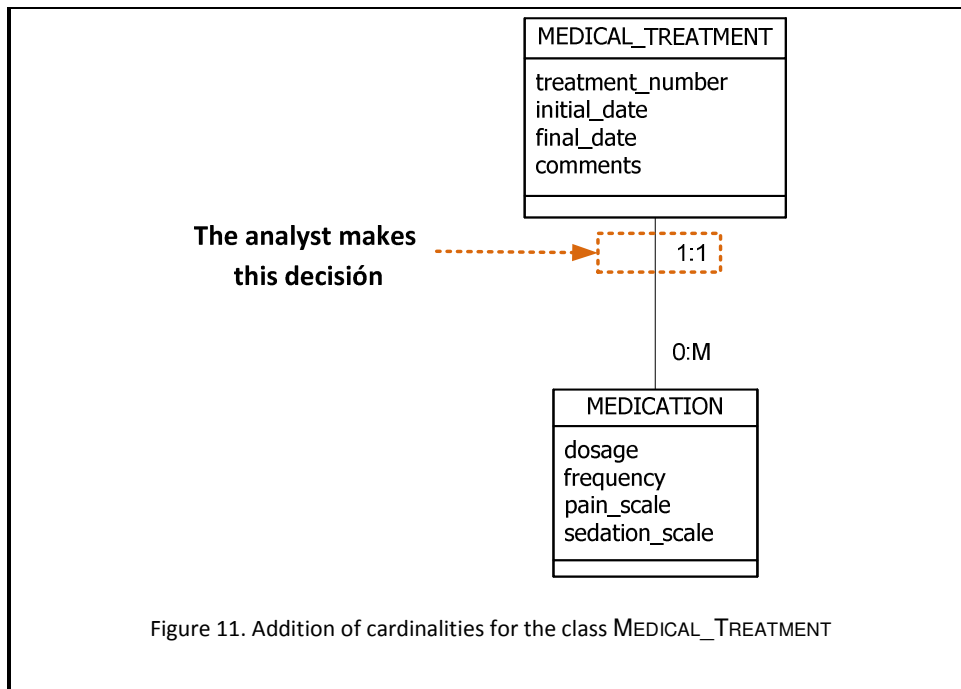 MEDICAL_TREATMENT
treatment_number
initial_date
final_date
comments
The analyst makes
this decisión
1:1
0:M
MEDICATION
dosage
frequency
pain_scale
sedation_scale
Figure 11. Addition of cardinalities for the class MEDICAL_TREATMENT